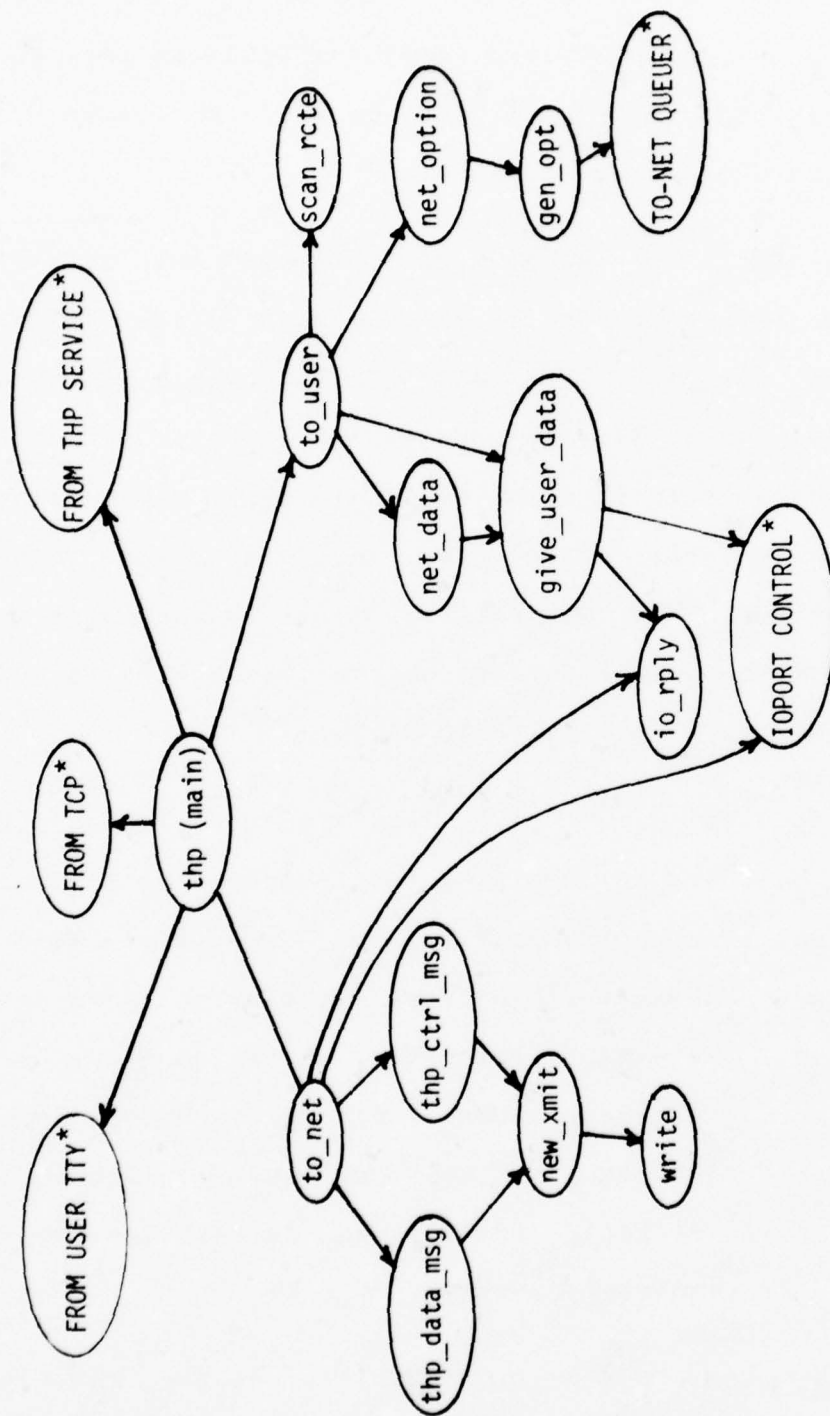 FROM USER TTY*
FROM TCP*
FROM THP SERVICE*
thp (main)
to_net
to_user
scan_rcte
thp_data_msg
thp_ctrl_msg
net_data
net_option
new_xmit
give_user_data
gen_opt
write
io_rply
IOPORT CONTROL*
TO-NET QUEUER*